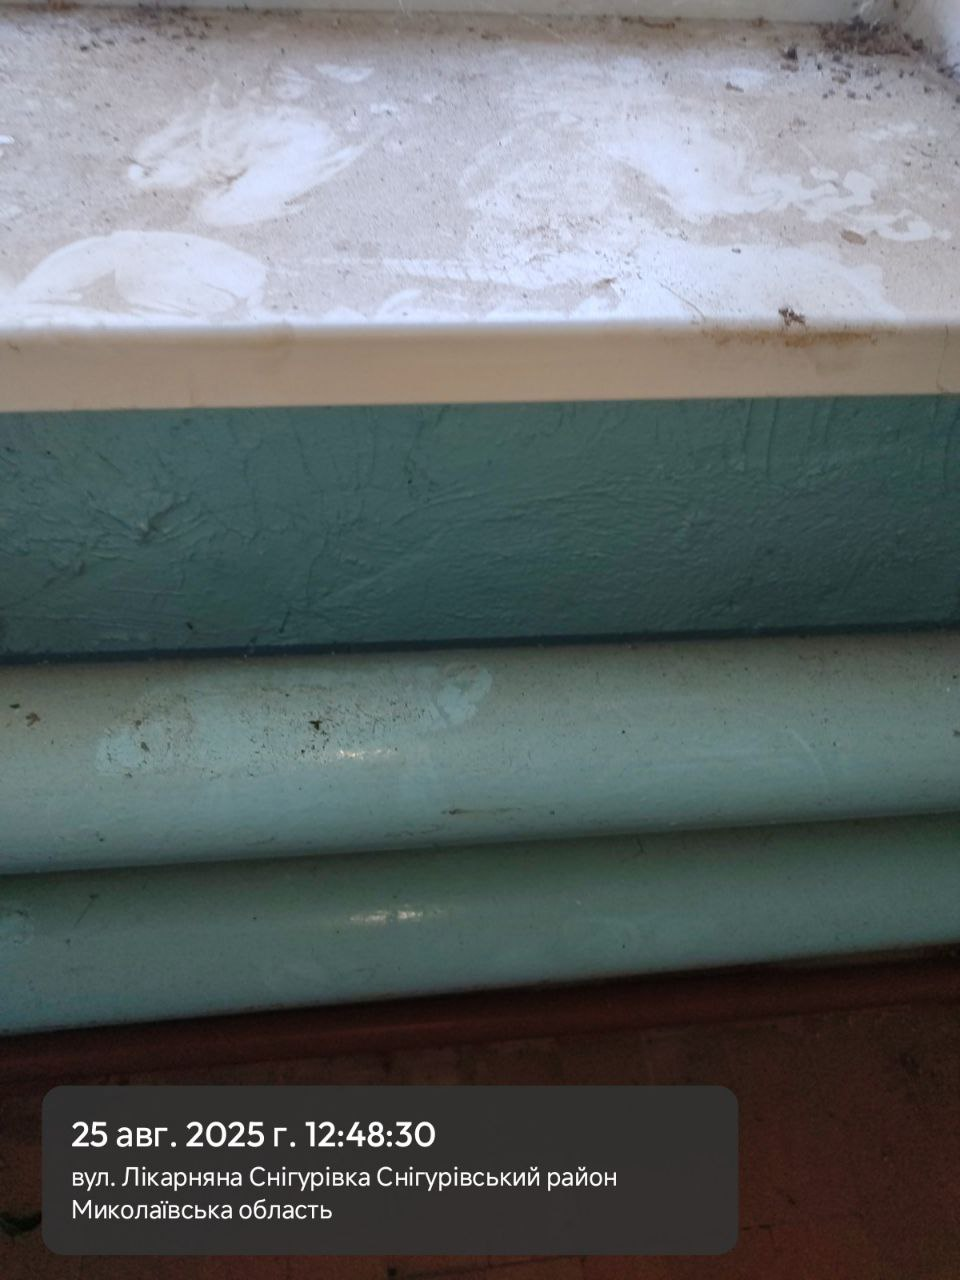 25 авг. 2025 г. 12:48:30
вул. Лікарняна Снігурівка Снігурівський район
Миколаївська область